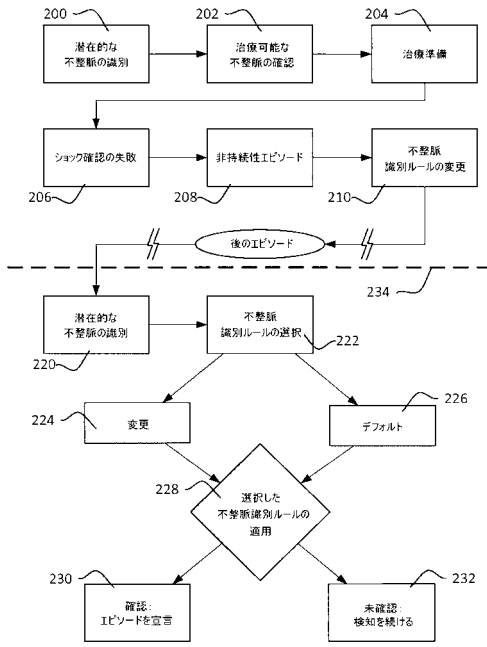 200
202
204
潜在的な
不整脈の識別
治療可能な
不整脈の確認
治療準備
ショック確認の失敗
非持続性エピソード
不整脈
識別ルールの変更
206
208
210
後のエピソード
234
潜在的な
不整脈の識別
不整脈
識別ルールの選択
220
222
224
変更
226
デフォルト
228
選択した
不整脈識別ルールの
適用
230
232
確認:
エピソードを宣言
未確認:
検知を続ける